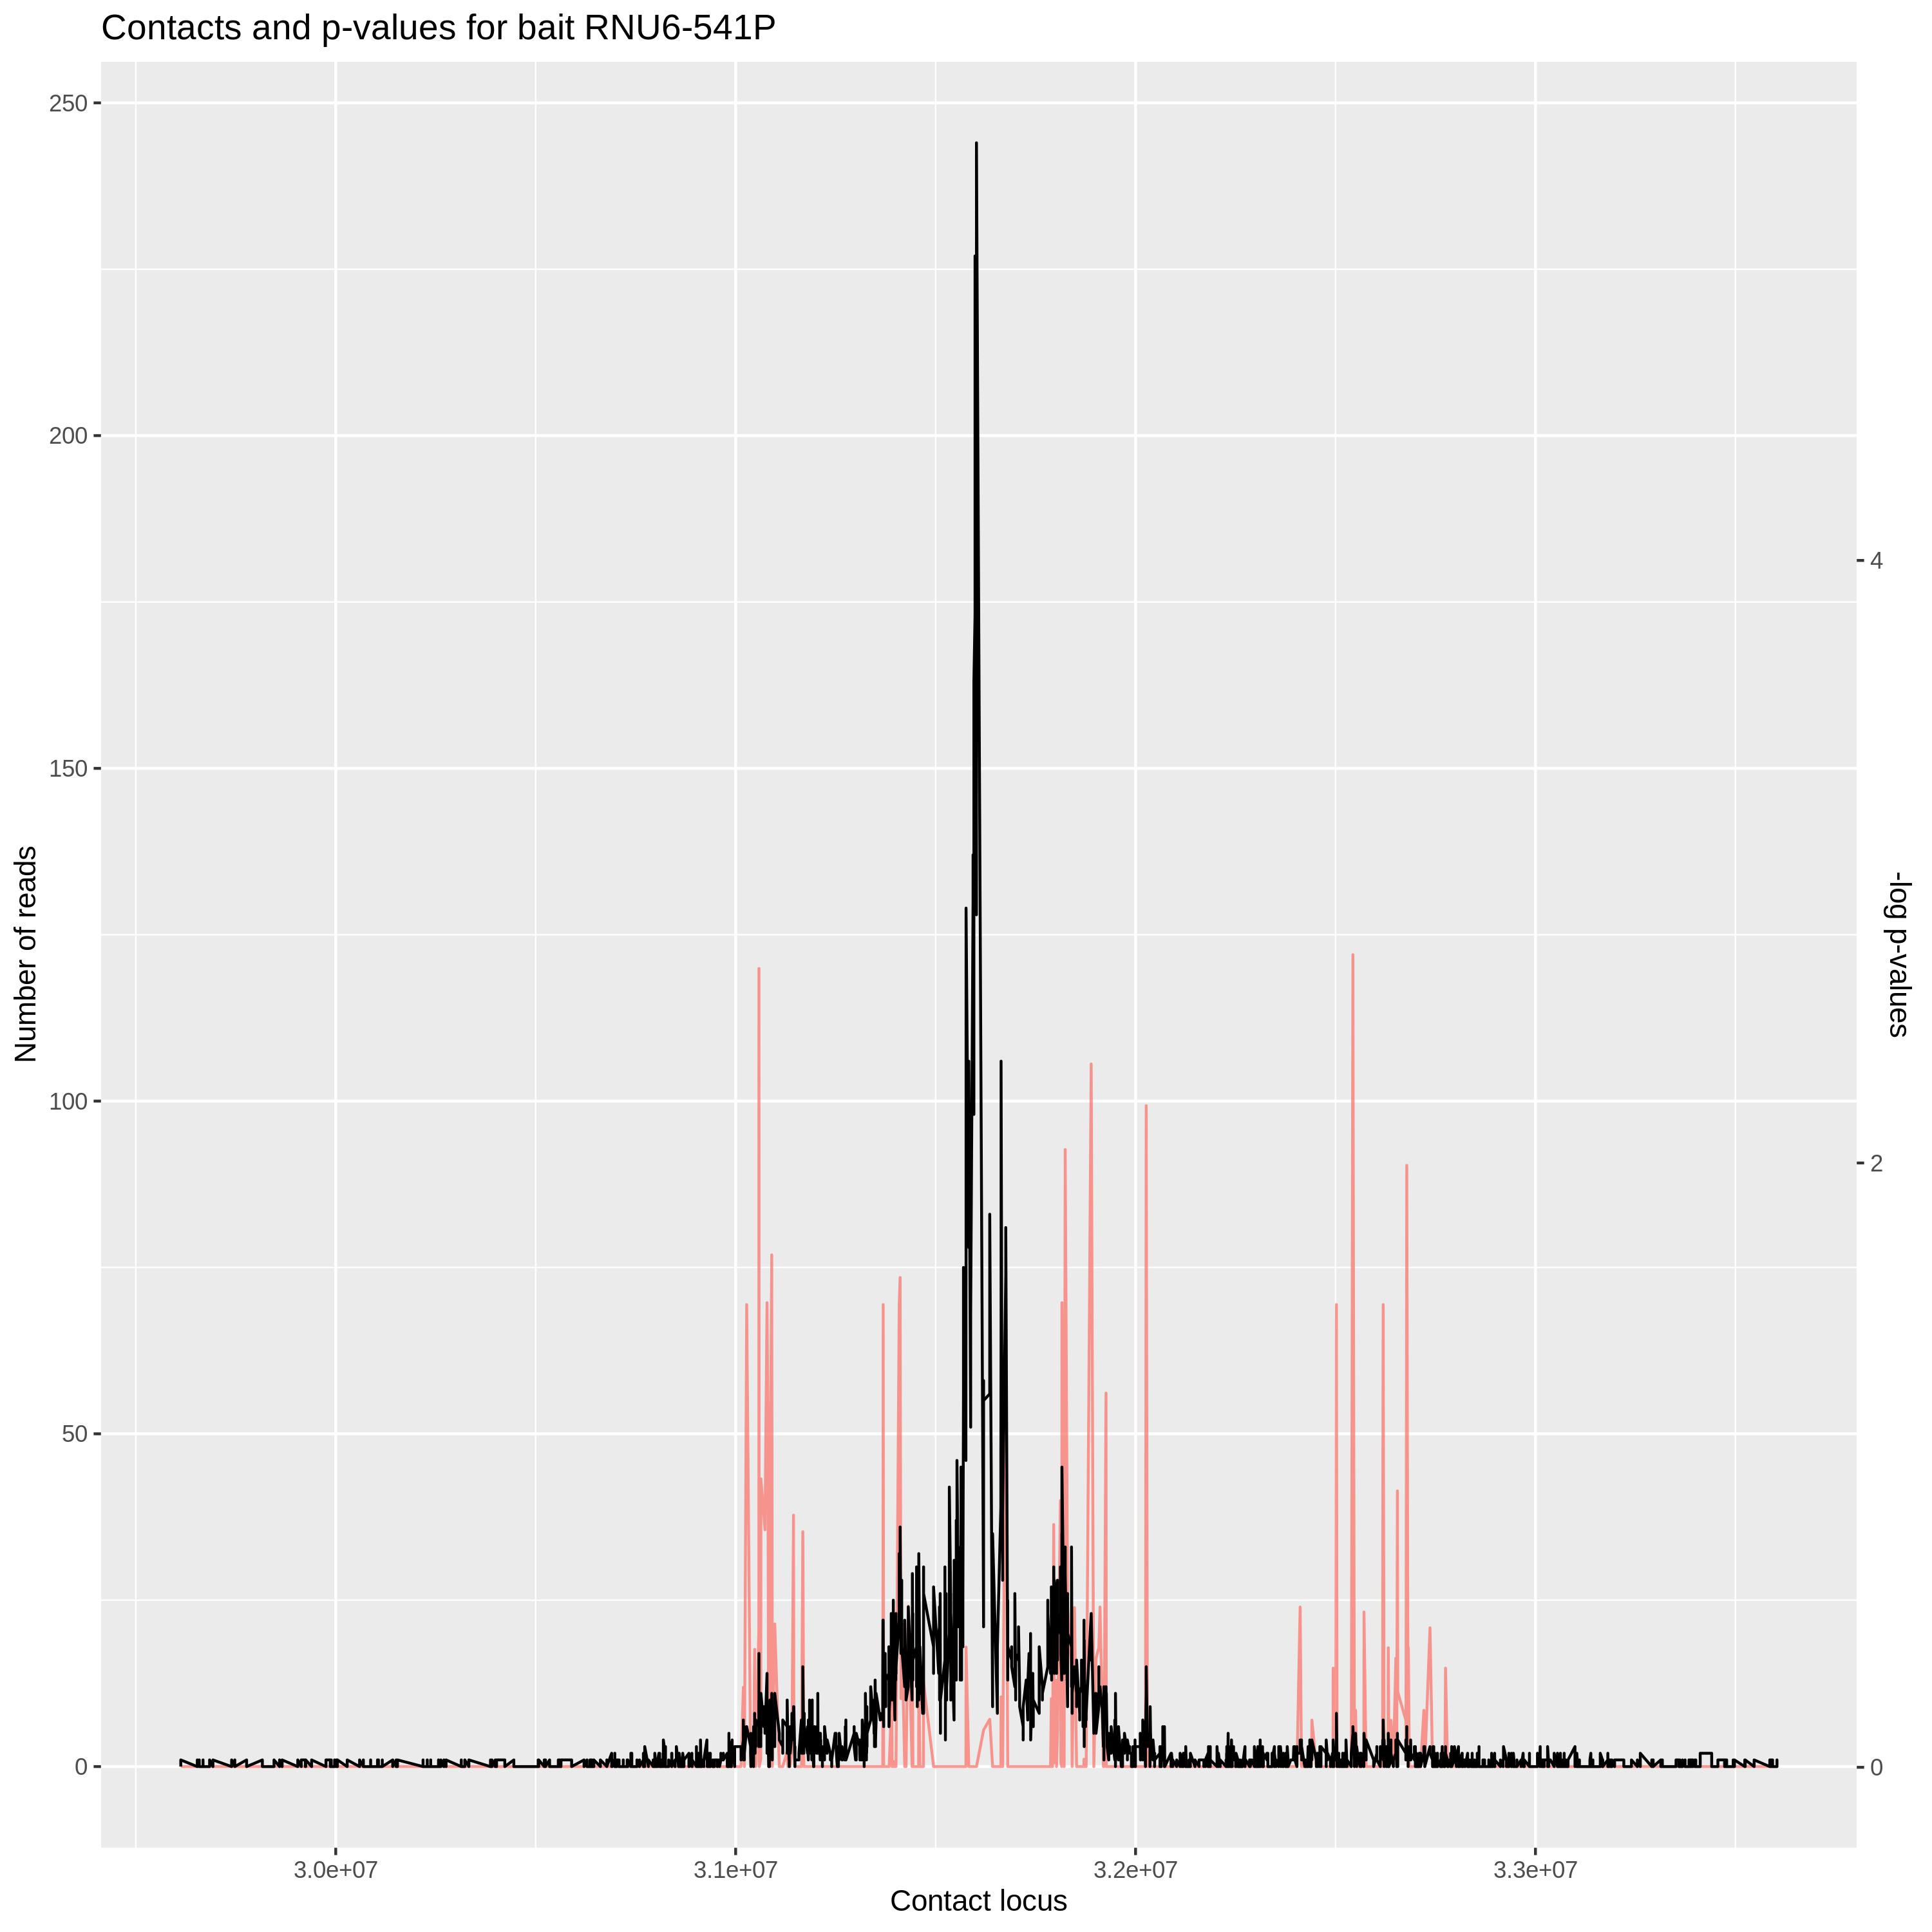 Contacts and p-values for bait RNU6-541P
250
200
150
100
50
0
Number of reads
4
2
0
-log p-values
3.0e+07
3.1e+07
3.2e+07
3.3e+07
Contact locus